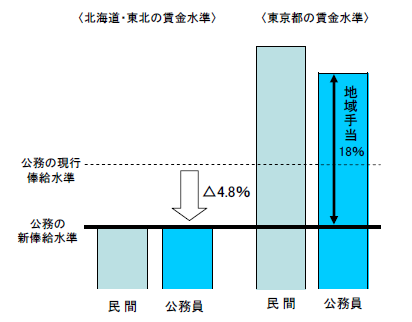 〈北海道・東北の賃金水準〉
〈東京都の賃金水準〉
地域手当
18%
公務の現行
俸給水準
△4.8%
公務の
新俸給水準
民間
公務員
民間
公務員